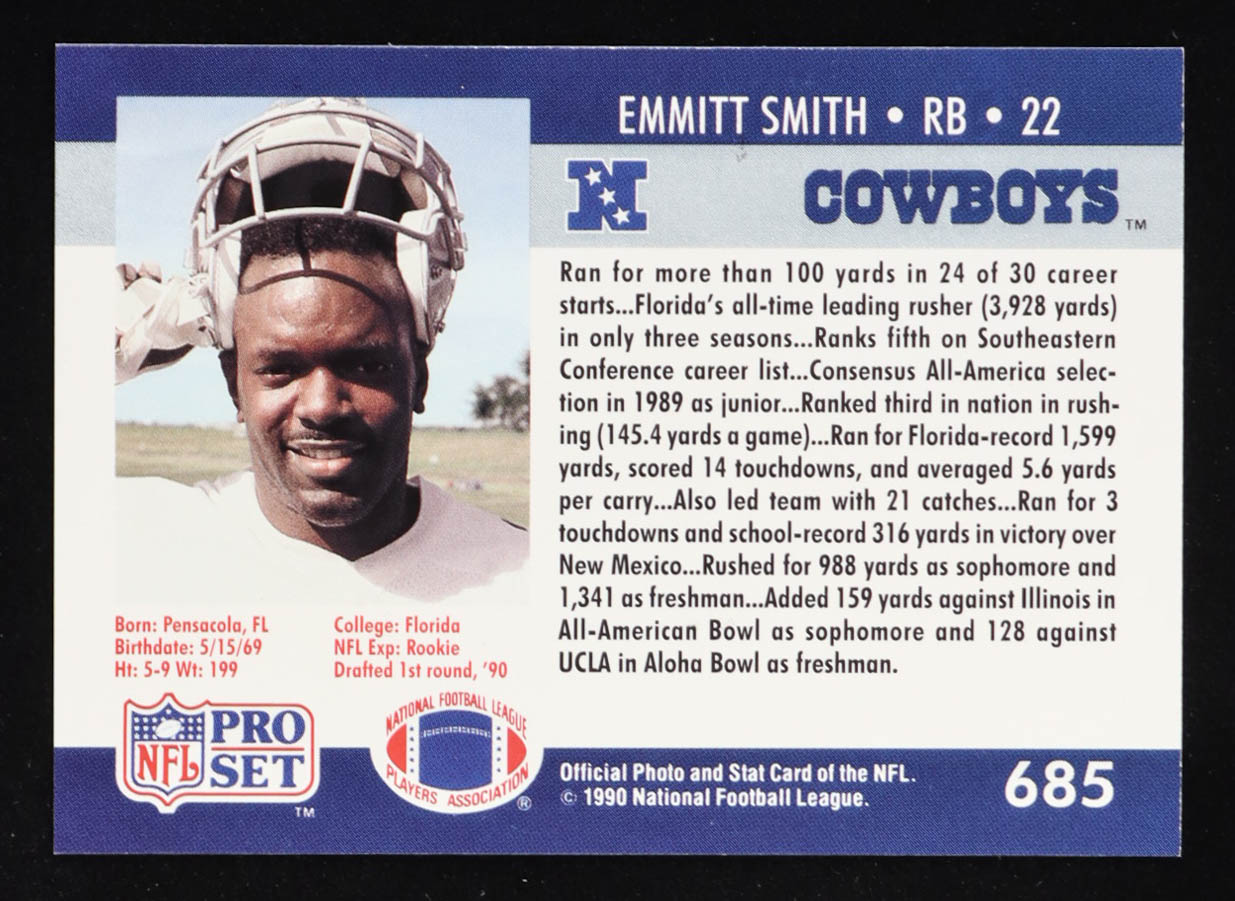 EMMITT SMITH • RB • 22
N
COWBOYS™
Ran for more than 100 yards in 24 of 30 career
starts...Florida's all-time leading rusher (3,928 yards)
in only three seasons...Ranks fifth on Southeastern
Conference career list...Consensus All-America selec-
tion in 1989 as junior...Ranked third in nation in rush-
ing (145.4 yards a game)...Ran for Florida-record 1,599
yards, scored 14 touchdowns, and averaged 5.6 yards
per carry...Also led team with 21 catches...Ran for 3
touchdowns and school-record 316 yards in victory over
New Mexico...Rushed for 988 yards as sophomore and
1,341 as freshman...Added 159 yards against Illinois in
All-American Bowl as sophomore and 128 against
UCLA in Aloha Bowl as freshman.
Born: Pensacola, FL
Birthdate: 5/15/69
Ht: 5-9 Wt: 199
College: Florida
NFL Exp: Rookie
Drafted 1st round, '90
NFL
PRO
SET
™
NATIONAL FOOTBALL LEAGUE
PLAYERS ASSOCIATION
®
Official Photo and Stat Card of the NFL.
© 1990 National Football League.
685